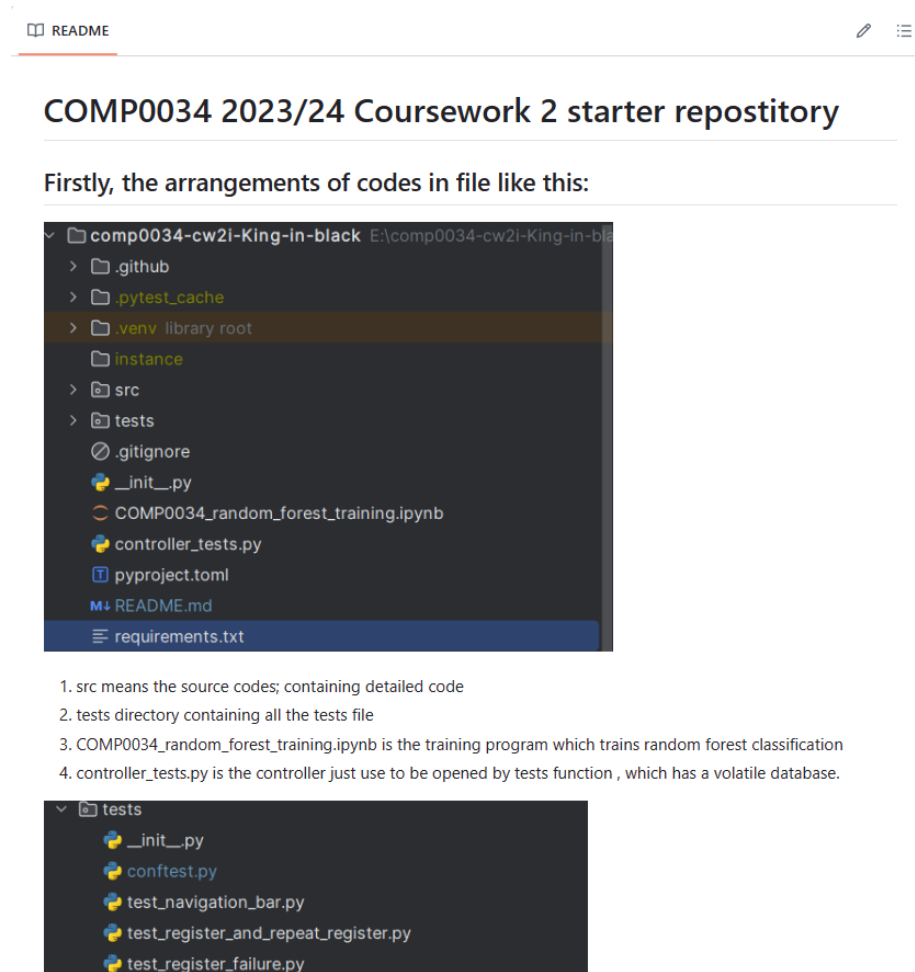 README
COMP0034 2023/24 Coursework 2 starter repostitory
Firstly, the arrangements of codes in file like this:
comp0034-cw2i-King-in-black E:\comp0034-cw2i-King-in-bla
.github
.pytest_cache
.venv library root
instance
src
tests
.gitignore
__init__.py
COMP0034_random_forest_training.ipynb
controller_tests.py
pyproject.toml
M↓ README.md
requirements.txt
1. src means the source codes; containing detailed code
2. tests directory containing all the tests file
3. COMP0034_random_forest_training.ipynb is the training program which trains random forest classification
4. controller_tests.py is the controller just use to be opened by tests function , which has a volatile database.
tests
__init__.py
conftest.py
test_navigation_bar.py
test_register_and_repeat_register.py
test_register_failure.py